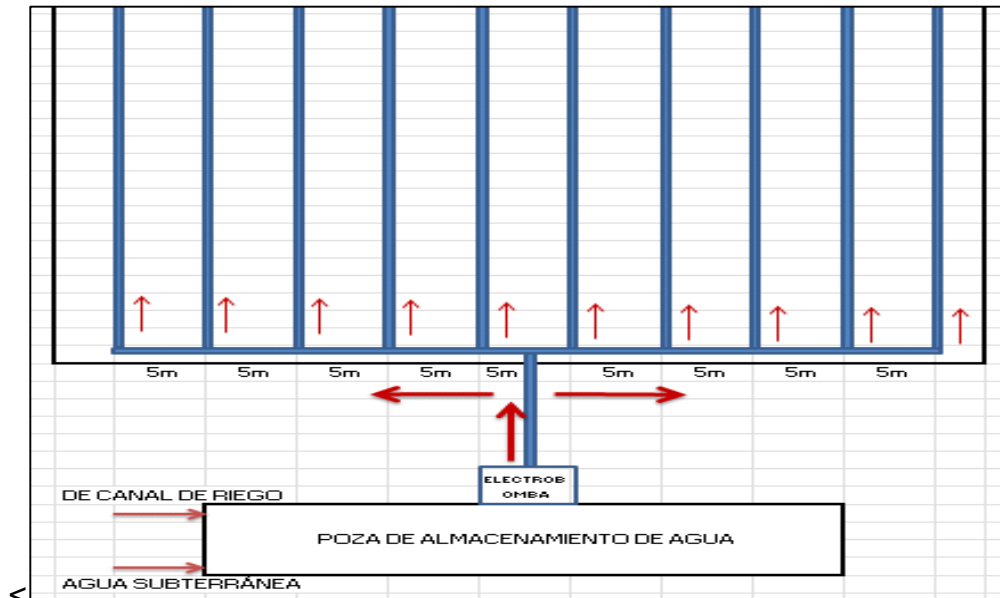 5m 5m 5m 5m 5m 5m 5m 5m 5m
ELECTROB
OMBA
DE CANAL DE RIEGO
POZA DE ALMACENAMIENTO DE AGUA
AGUA SUBTERRÁNEA
<